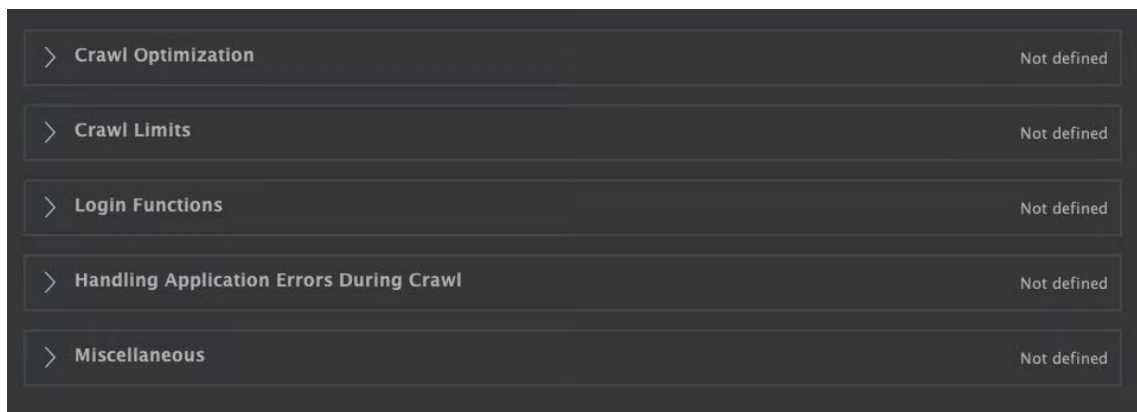 Crawl Optimization Not defined
Crawl Limits Not defined
Login Functions Not defined
Handling Application Errors During Crawl Not defined
Miscellaneous Not defined